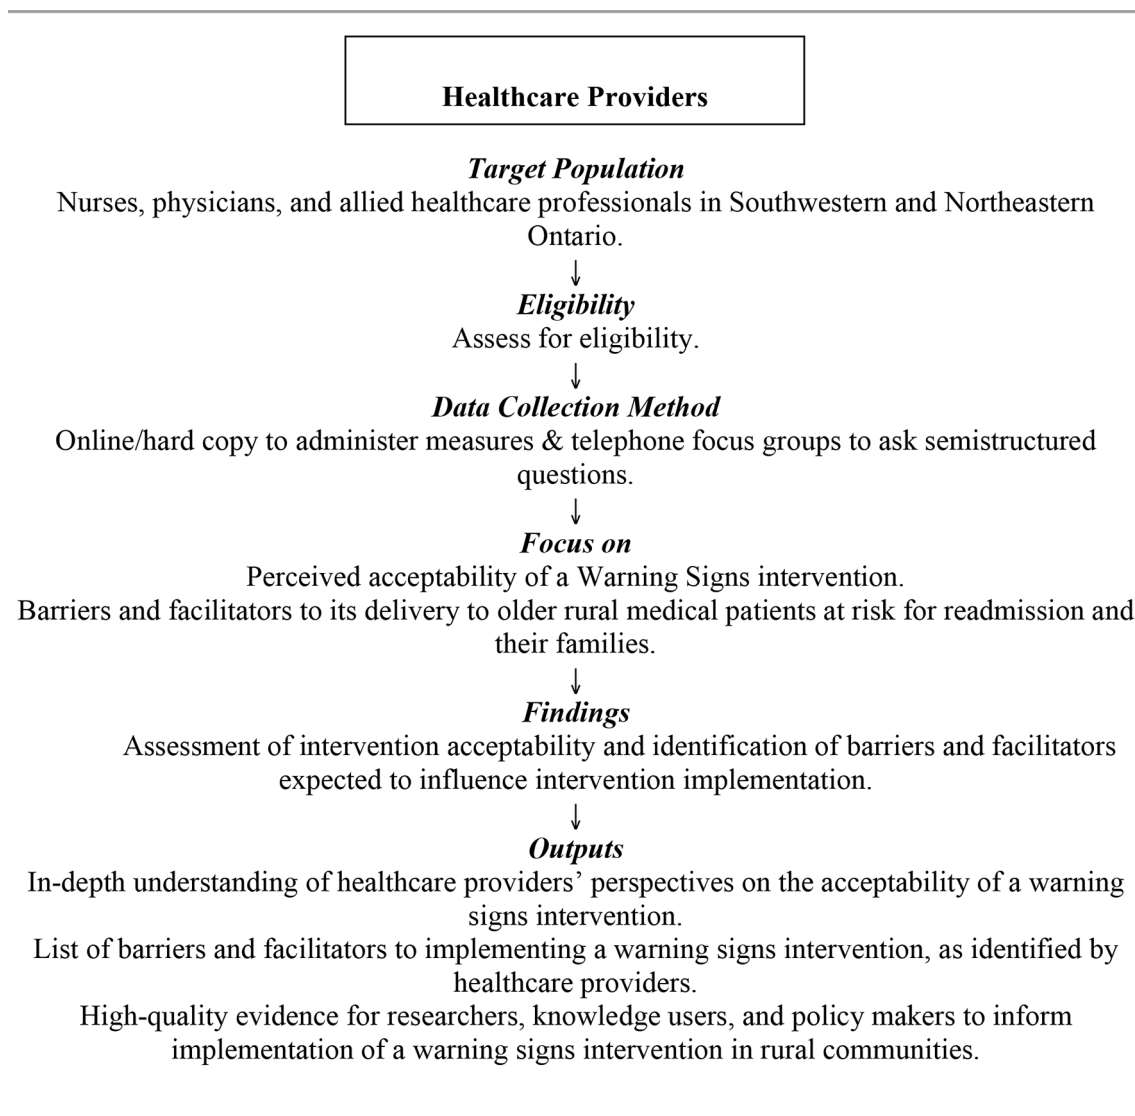 Healthcare Providers
Target Population
Nurses, physicians, and allied healthcare professionals in Southwestern and Northeastern
Ontario.
↓
Eligibility
Assess for eligibility.
↓
Data Collection Method
Online/hard copy to administer measures & telephone focus groups to ask semistructured
questions.
↓
Focus on
Perceived acceptability of a Warning Signs intervention.
Barriers and facilitators to its delivery to older rural medical patients at risk for readmission and
their families.
↓
Findings
Assessment of intervention acceptability and identification of barriers and facilitators
expected to influence intervention implementation.
↓
Outputs
In-depth understanding of healthcare providers’ perspectives on the acceptability of a warning
signs intervention.
List of barriers and facilitators to implementing a warning signs intervention, as identified by
healthcare providers.
High-quality evidence for researchers, knowledge users, and policy makers to inform
implementation of a warning signs intervention in rural communities.